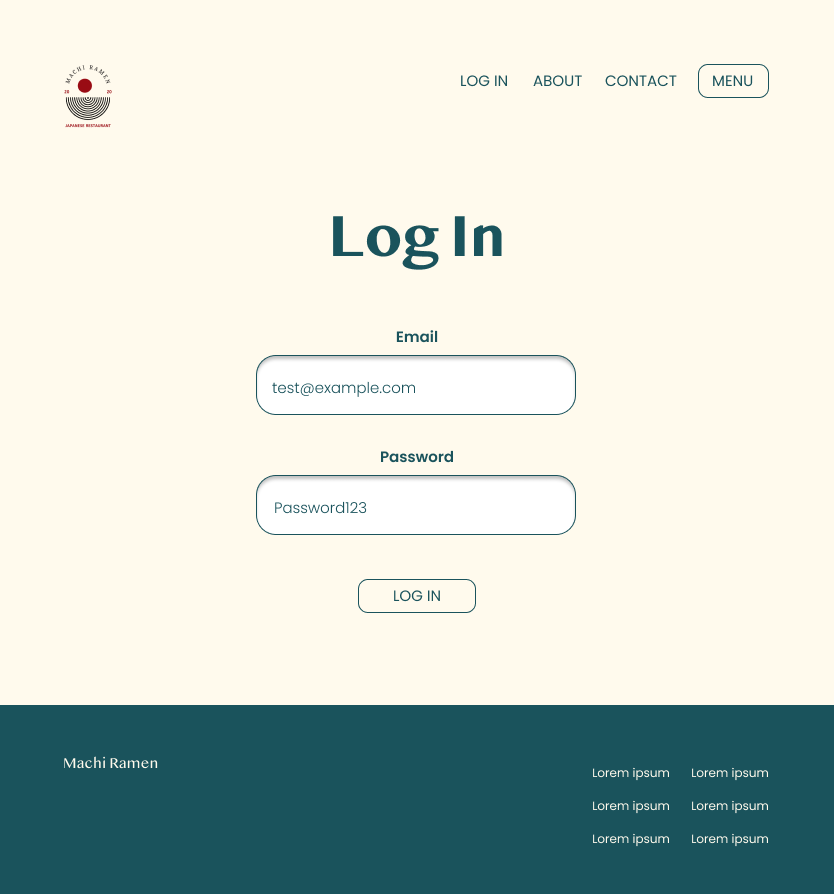 MACHI RAMEN
20 20
JAPANESE RESTAURANT
LOG IN ABOUT CONTACT MENU
Log In
Email
test@example.com
Password
Password123
LOG IN
Machi Ramen
Lorem ipsum Lorem ipsum
Lorem ipsum Lorem ipsum
Lorem ipsum Lorem ipsum